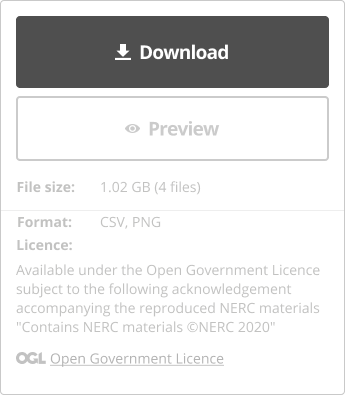 Download
Preview
File size: 1.02 GB (4 files)
Format: CSV, PNG
Licence:
Available under the Open Government Licence
subject to the following acknowledgement
accompanying the reproduced NERC materials
"Contains NERC materials ©NERC 2020"
OGL Open Government Licence